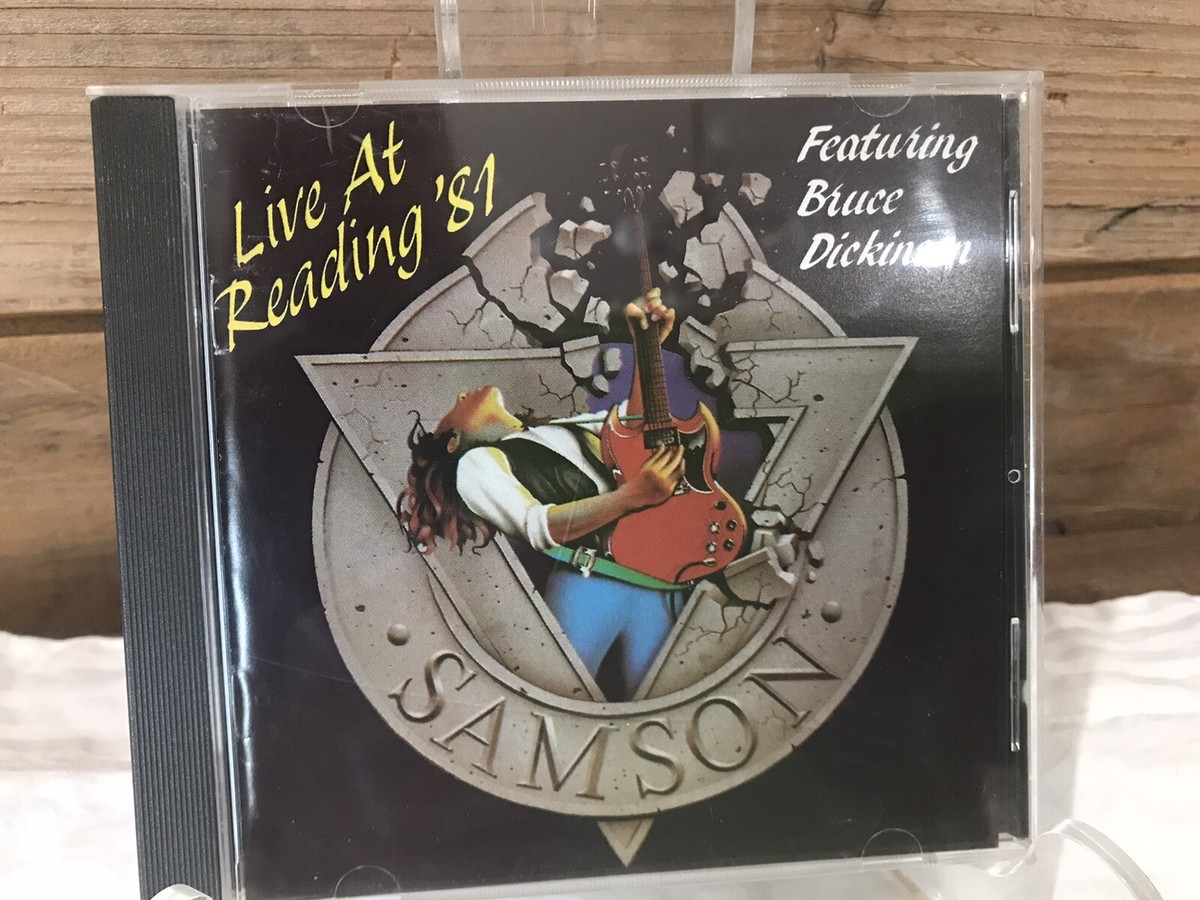 Live At
Reading '81
Featuring
Bruce
Dickinson
SAMSON